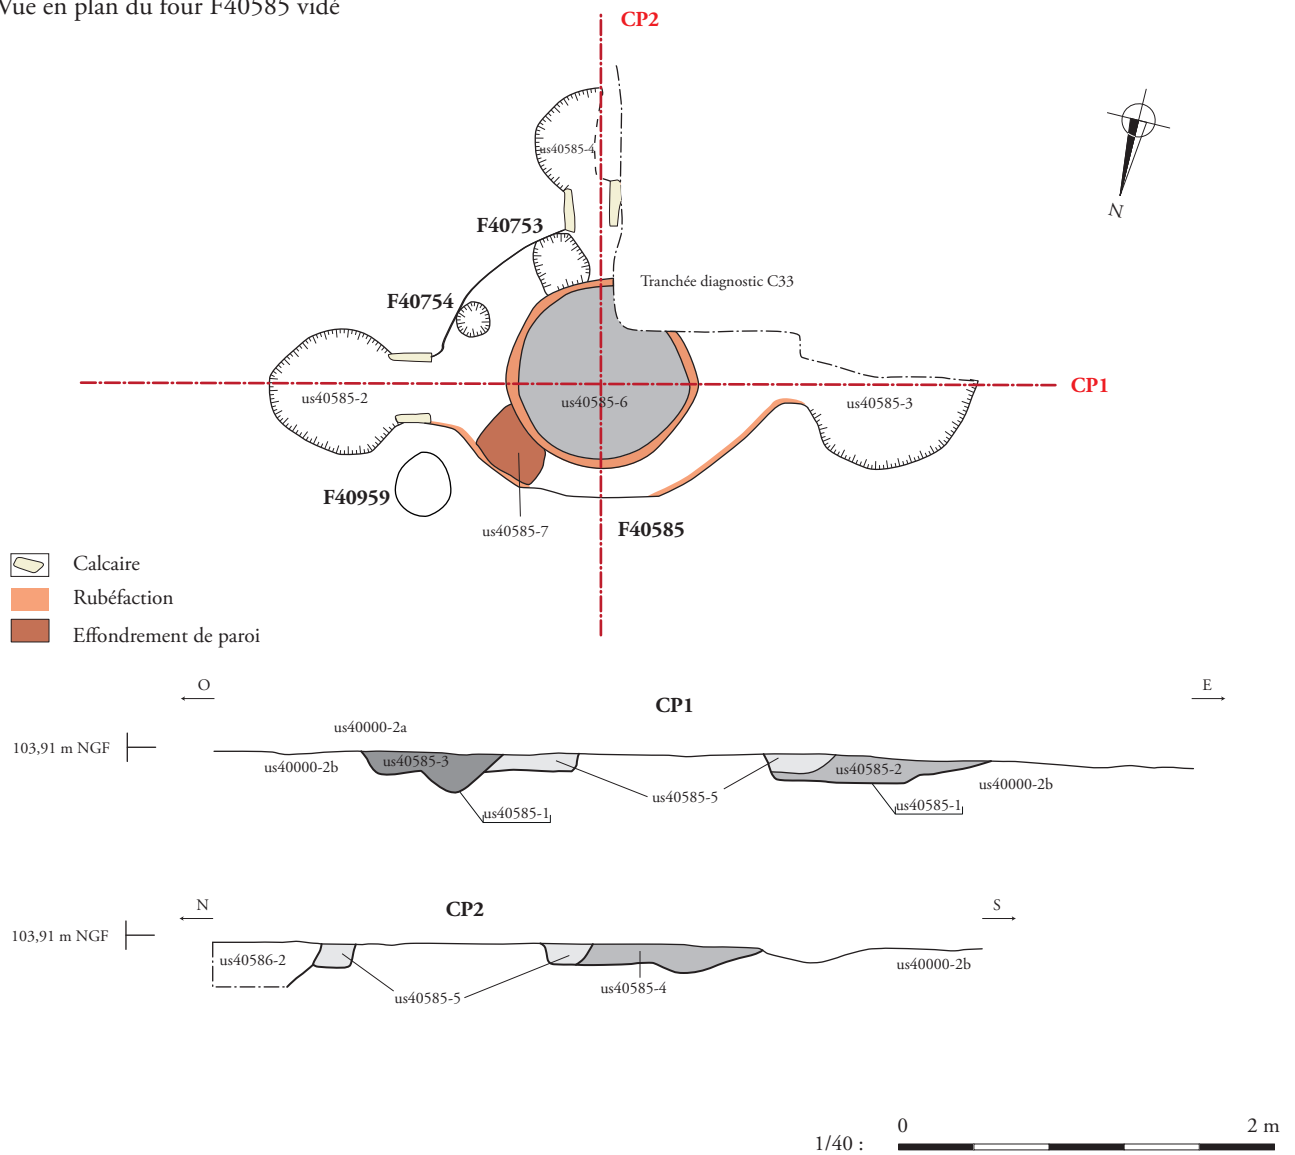 Vue en plan du four F40585 vidé
CP2
us40585-4
N
F40753
Tranchée diagnostic C33
F40754
CP1
us40585-2
us40585-6
us40585-3
F40959
us40585-7
F40585
Calcaire
Rubéfaction
Effondrement de paroi
O
E
CP1
us40000-2a
103,91 m NGF
us40000-2b
us40585-3
us40585-2
us40000-2b
us40585-5
us40585-1
us40585-1
N
CP2
S
103,91 m NGF
us40586-2
us40000-2b
us40585-4
us40585-5
0
2 m
1/40 :